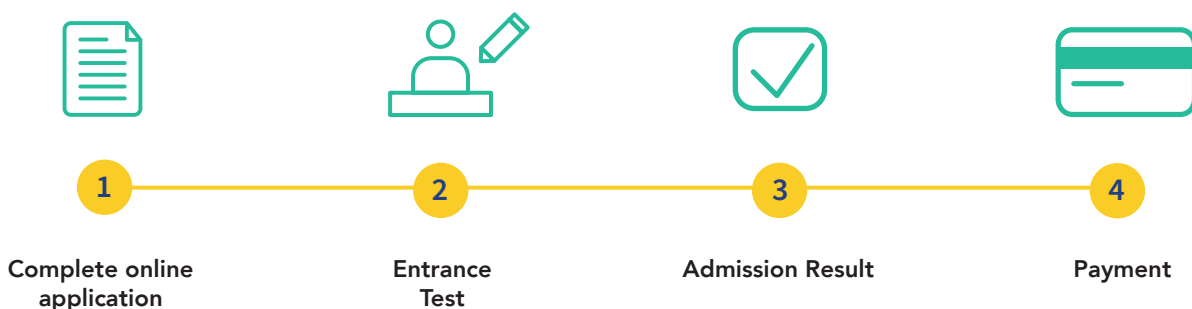 1
2
3
4
Complete online
application
Entrance
Test
Admission Result
Payment